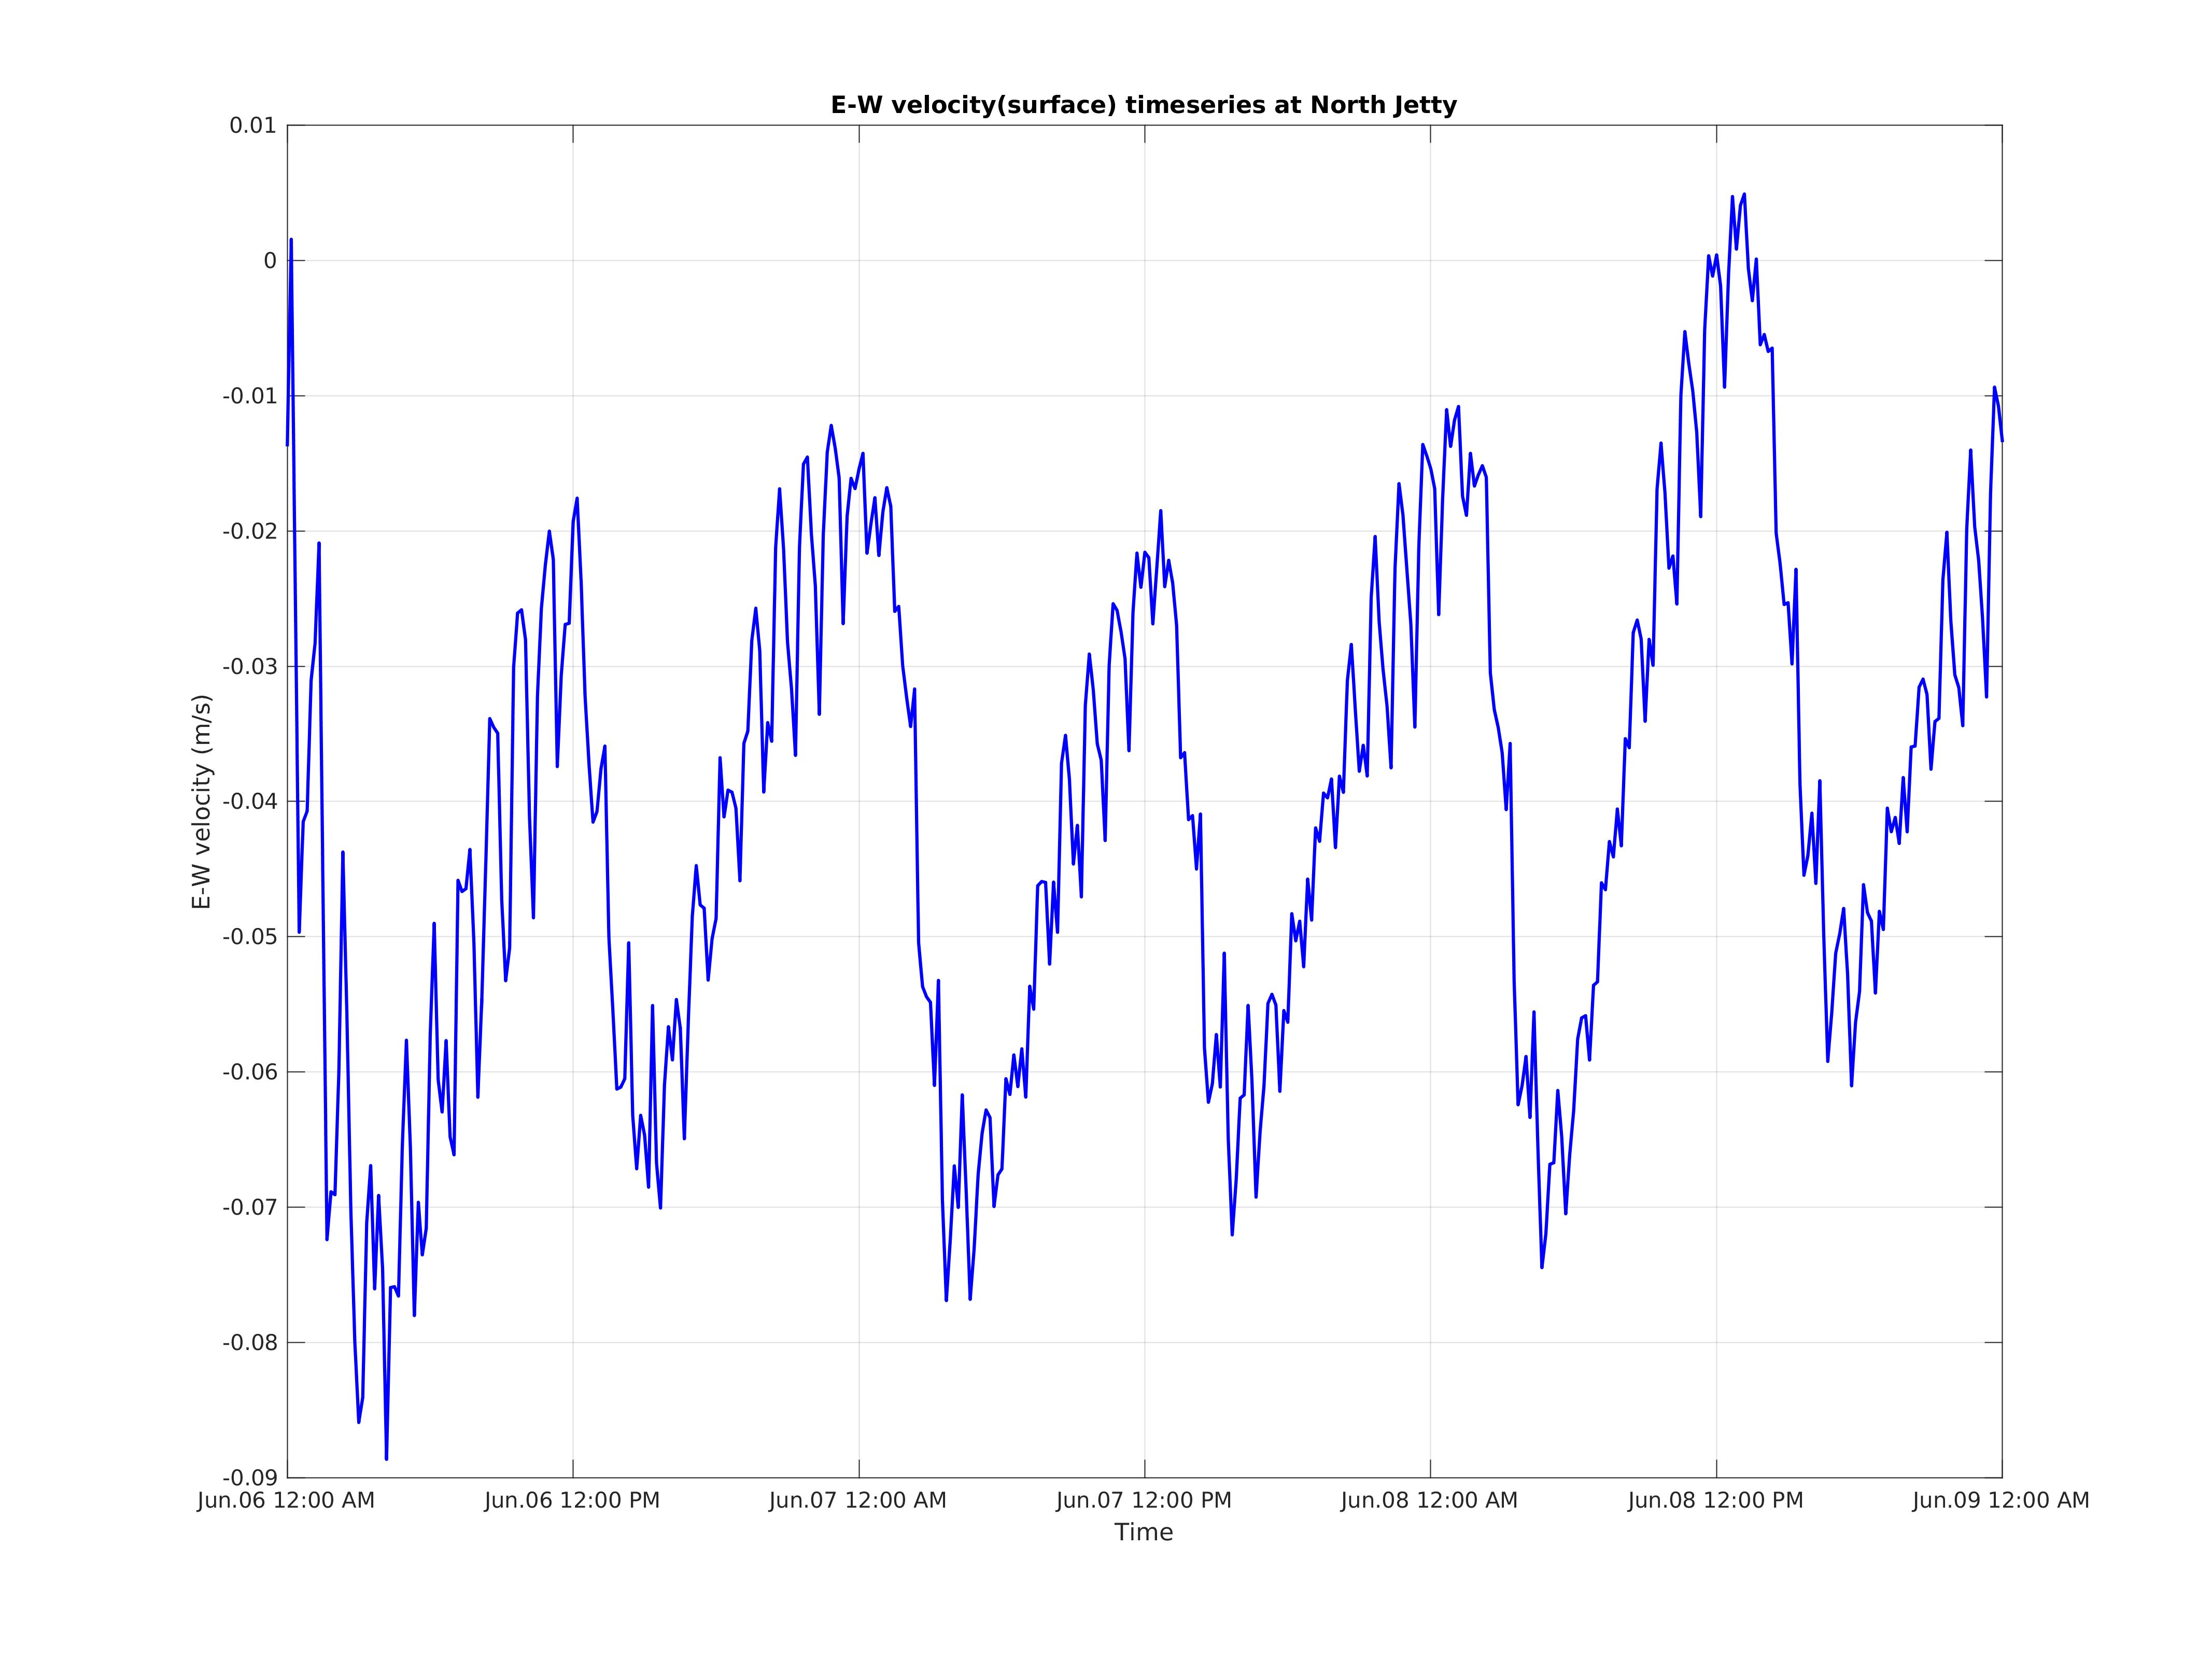 E-W velocity(surface) timeseries at North Jetty
0.01
0
-0.01
-0.02
-0.03
-0.04
-0.05
-0.06
-0.07
-0.08
-0.09
E-W velocity (m/s)
Jun.06 12:00 AM Jun.06 12:00 PM Jun.07 12:00 AM Jun.07 12:00 PM Jun.08 12:00 AM Jun.08 12:00 PM Jun.09 12:00 AM
Time